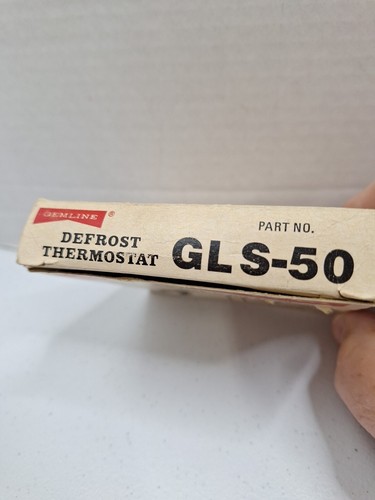 GEMLINE®
DEFROST
THERMOSTAT
PART NO.
GLS-50